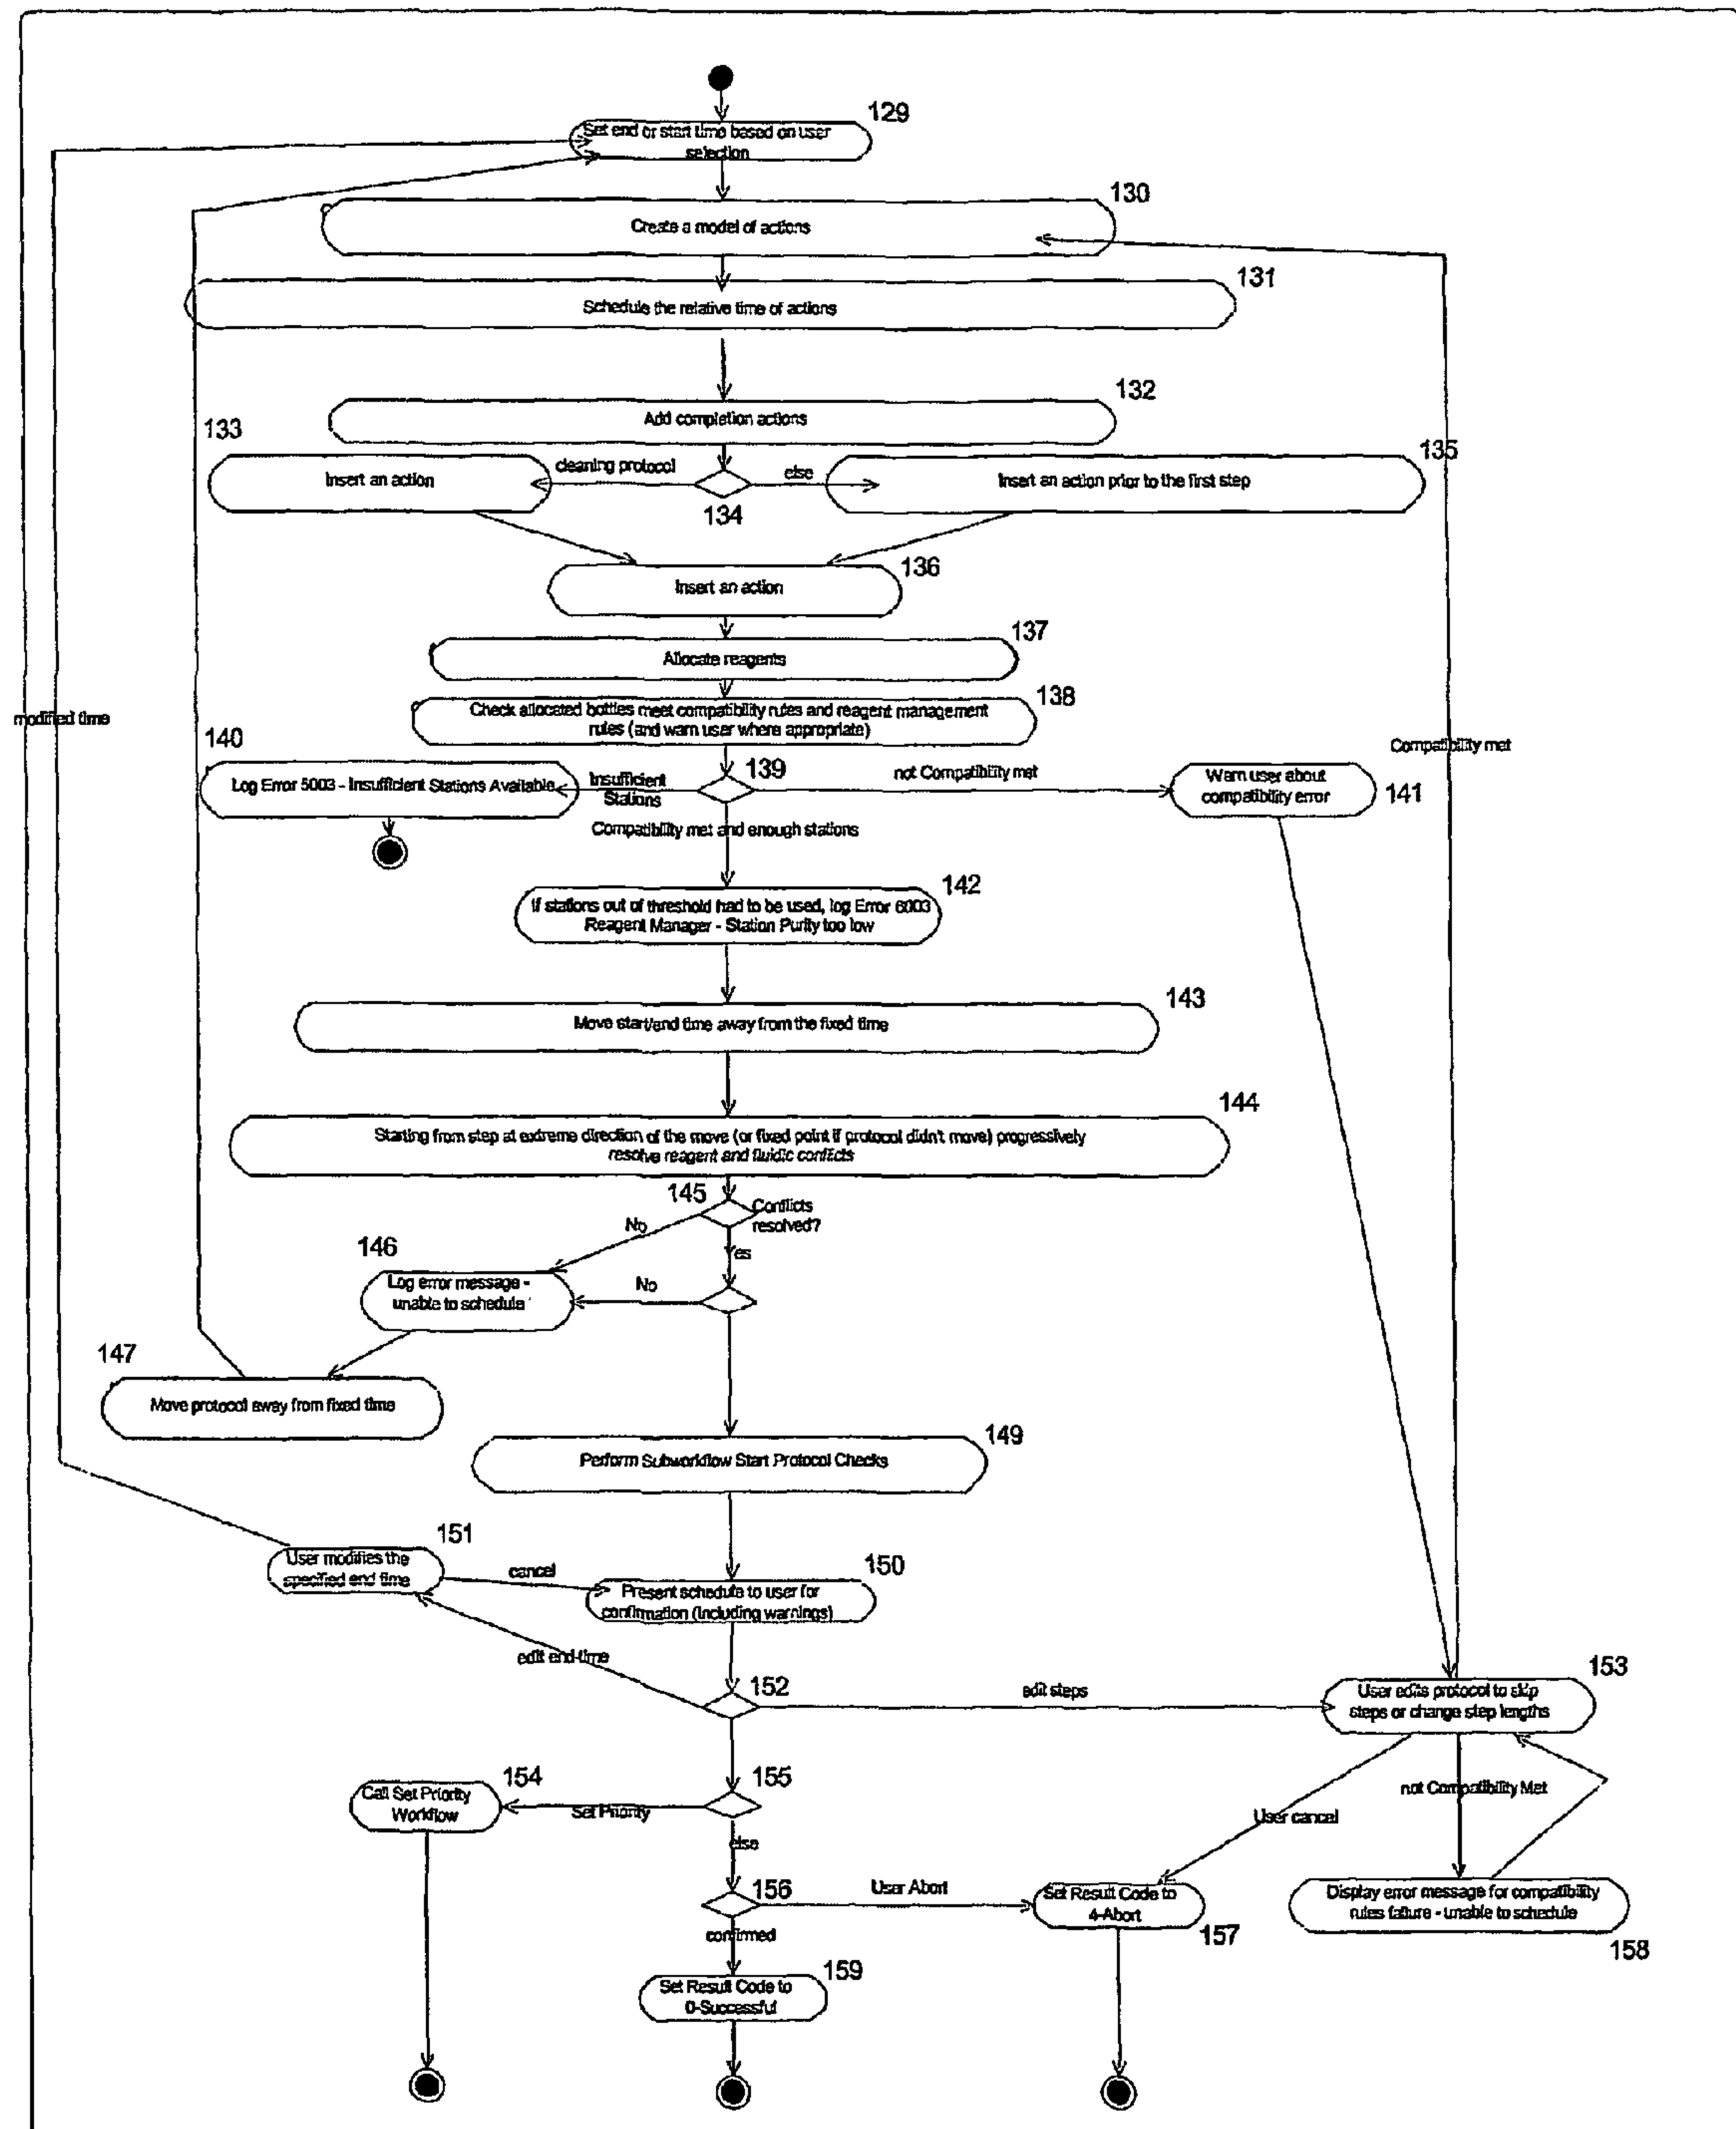 129
Set end or start time based on user
selection
130
Create a model of actions
131
Schedule the relative time of actions
132
Add completion actions
133
Insert an action
cleaning protocol
134
else
135
Insert an action prior to the first step
136
Insert an action
137
Allocate reagents
138
Check allocated bottles meet compatibility rules and reagent management
rules (and warn user where appropriate)
modified time
Compatibility met
139
140
Log Error 5003 - Insufficient Stations Available
Insufficient
Stations
not Compatibility met
Warn user about
compatibility error
141
Compatibility met and enough stations
142
If stations out of threshold had to be used, log Error 6003
Reagent Manager - Station Purity too low
143
Move start/end time away from the fixed time
144
Starting from step at extreme direction of the move (or fixed point if protocol didn't move) progressively
resolve reagent and fluidic conflicts
145
Conflicts
resolved?
No
Yes
146
Log error message -
unable to schedule
No
147
Move protocol away from fixed time
149
Perform Subworkflow Start Protocol Checks
151
User modifies the
specified end time
cancel
150
Present schedule to user for
confirmation (including warnings)
edit end-time
152
edit steps
153
User edits protocol to skip
steps or change step lengths
154
Call Set Priority
Workflow
Set Priority
155
else
not Compatibility Met
User cancel
156
User Abort
confirmed
Set Result Code to
4-Abort
157
Display error message for compatibility
rules failure - unable to schedule
158
159
Set Result Code to
0-Successful